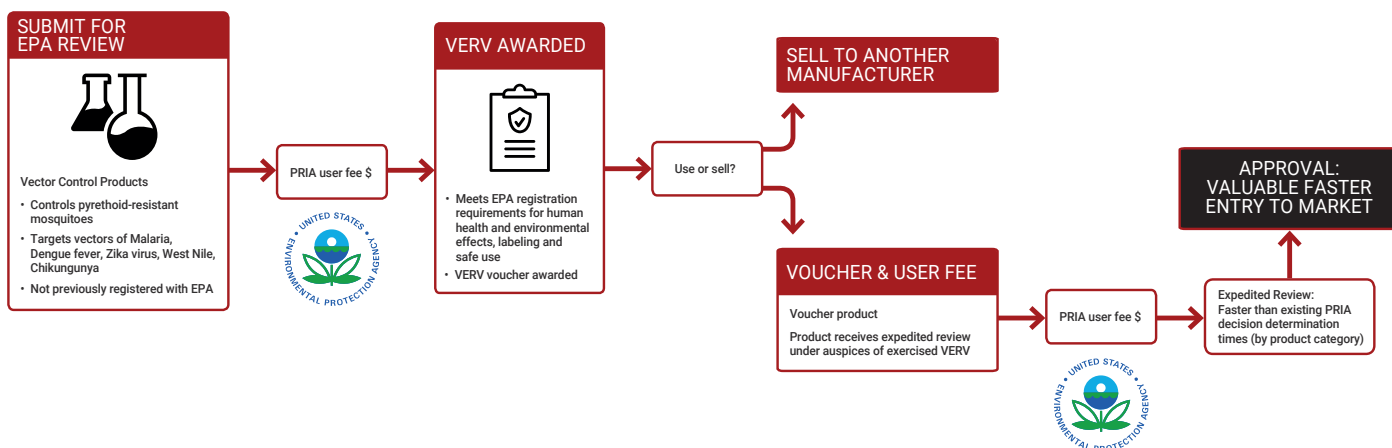 SUBMIT FOR
EPA REVIEW
Vector Control Products
• Controls pyrethoid-resistant
mosquitoes
• Targets vectors of Malaria,
Dengue fever, Zika virus, West Nile,
Chikungunya
• Not previously registered with EPA
PRIA user fee $
• UNITED STATES •
ENVIRONMENTAL PROTECTION AGENCY
VERV AWARDED
• Meets EPA registration
requirements for human
health and environmental
effects, labeling and
safe use
• VERV voucher awarded
Use or sell?
SELL TO ANOTHER
MANUFACTURER
VOUCHER & USER FEE
Voucher product
Product receives expedited review
under auspices of exercised VERV
PRIA user fee $
• UNITED STATES •
ENVIRONMENTAL PROTECTION AGENCY
Expedited Review:
Faster than existing PRIA
decision determination
times (by product category)
APPROVAL:
VALUABLE FASTER
ENTRY TO MARKET